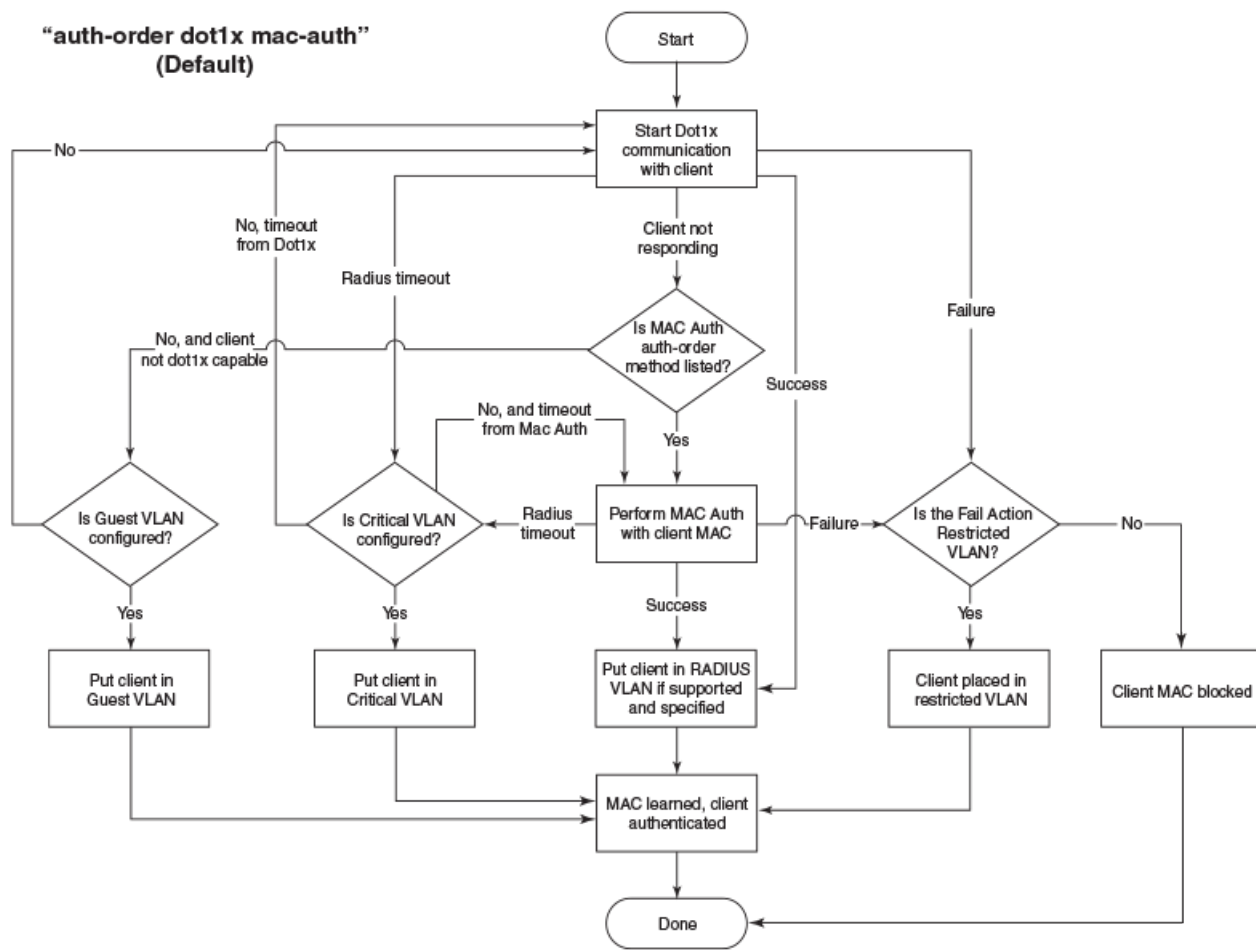 “auth-order dot1x mac-auth”
(Default)
Start
Start Dot1x
communication
with client
No
No, timeout
from Dot1x
Client not
responding
Radius timeout
Failure
Is MAC Auth
auth-order
method listed?
No, and client
not dot1x capable
Success
No, and timeout
from Mac Auth
Yes
Is Guest VLAN
configured?
Is Critical VLAN
configured?
Radius
timeout
Perform MAC Auth
with client MAC
Failure
Is the Fail Action
Restricted
VLAN?
No
Yes
Yes
Success
Yes
Put client in
Guest VLAN
Put client in
Critical VLAN
Put client in RADIUS
VLAN if supported
and specified
Client placed in
restricted VLAN
Client MAC blocked
MAC learned, client
authenticated
Done